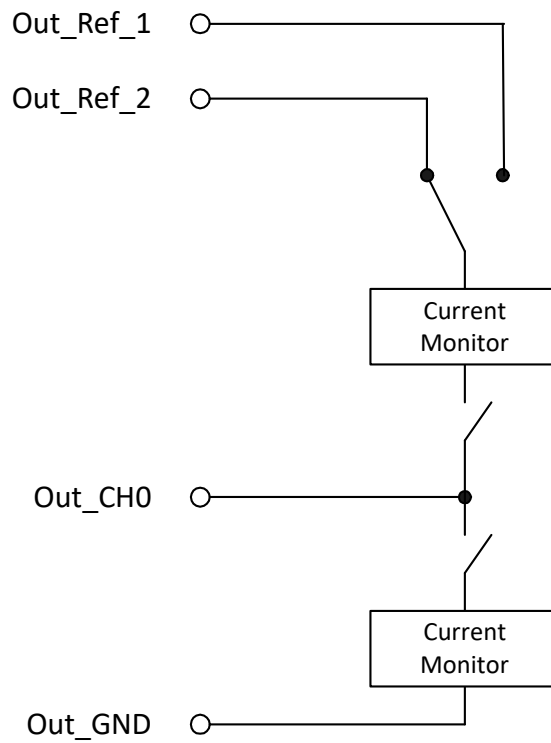 Out_Ref_1
Out_Ref_2
Current
Monitor
Out_CH0
Current
Monitor
Out_GND